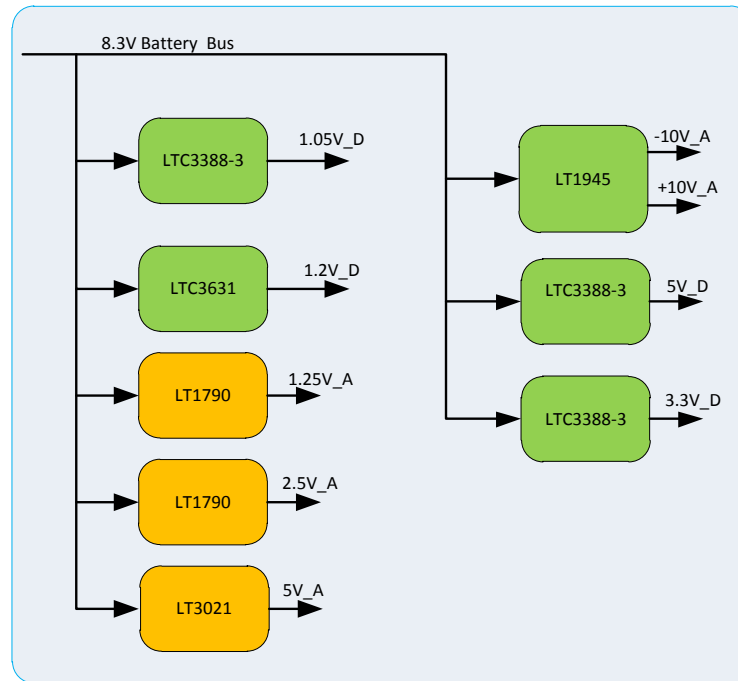 8.3V Battery Bus
LTC3388-3
1.05V_D
LTC3631
1.2V_D
LT1790
1.25V_A
LT1790
2.5V_A
LT3021
5V_A
LT1945
-10V_A
+10V_A
LTC3388-3
5V_D
LTC3388-3
3.3V_D